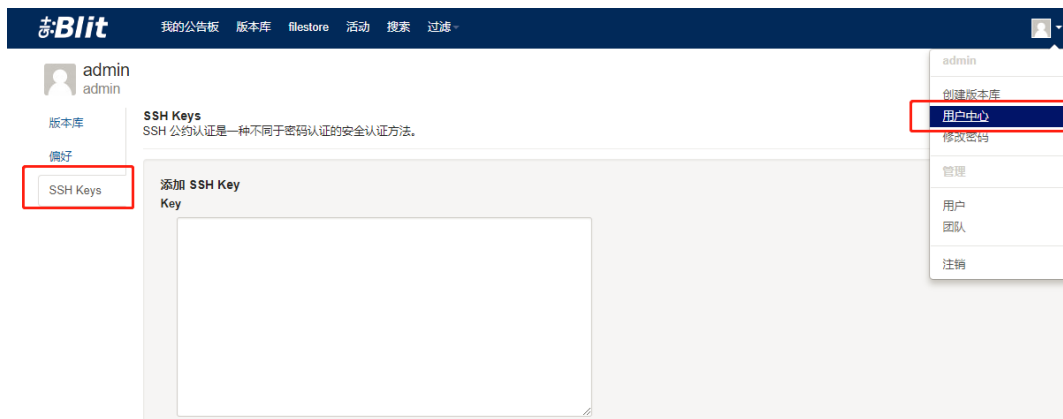 gitBlit 我的公告板 版本库 filestore 活动 搜索 过滤
admin
admin
版本库
偏好
SSH Keys
SSH Keys
SSH 公约认证是一种不同于密码认证的安全认证方法。
添加 SSH Key
Key
admin
创建版本库
用户中心
修改密码
管理
用户
团队
注销